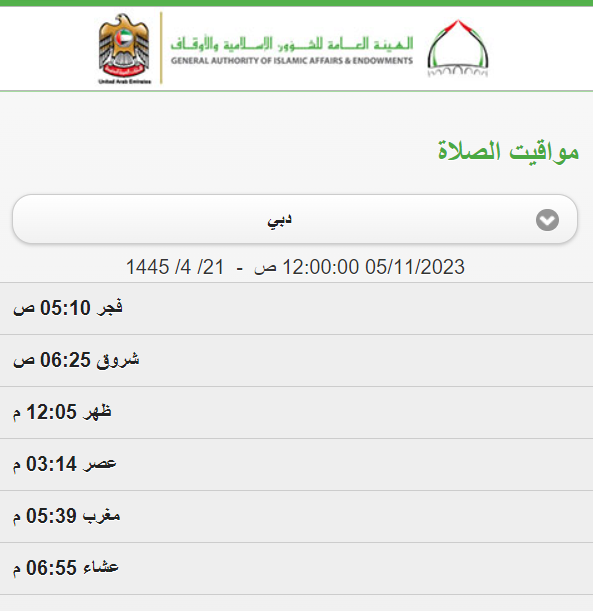 الهيئة العامة للشؤون الإسلامية والأوقاف
GENERAL AUTHORITY OF ISLAMIC AFFAIRS & ENDOWMENTS
United Arab Emirates
مواقيت الصلاة
دبي
05/11/2023 12:00:00 ص - 21/ 4/ 1445
فجر 05:10 ص
شروق 06:25 ص
ظهر 12:05 م
عصر 03:14 م
مغرب 05:39 م
عشاء 06:55 م